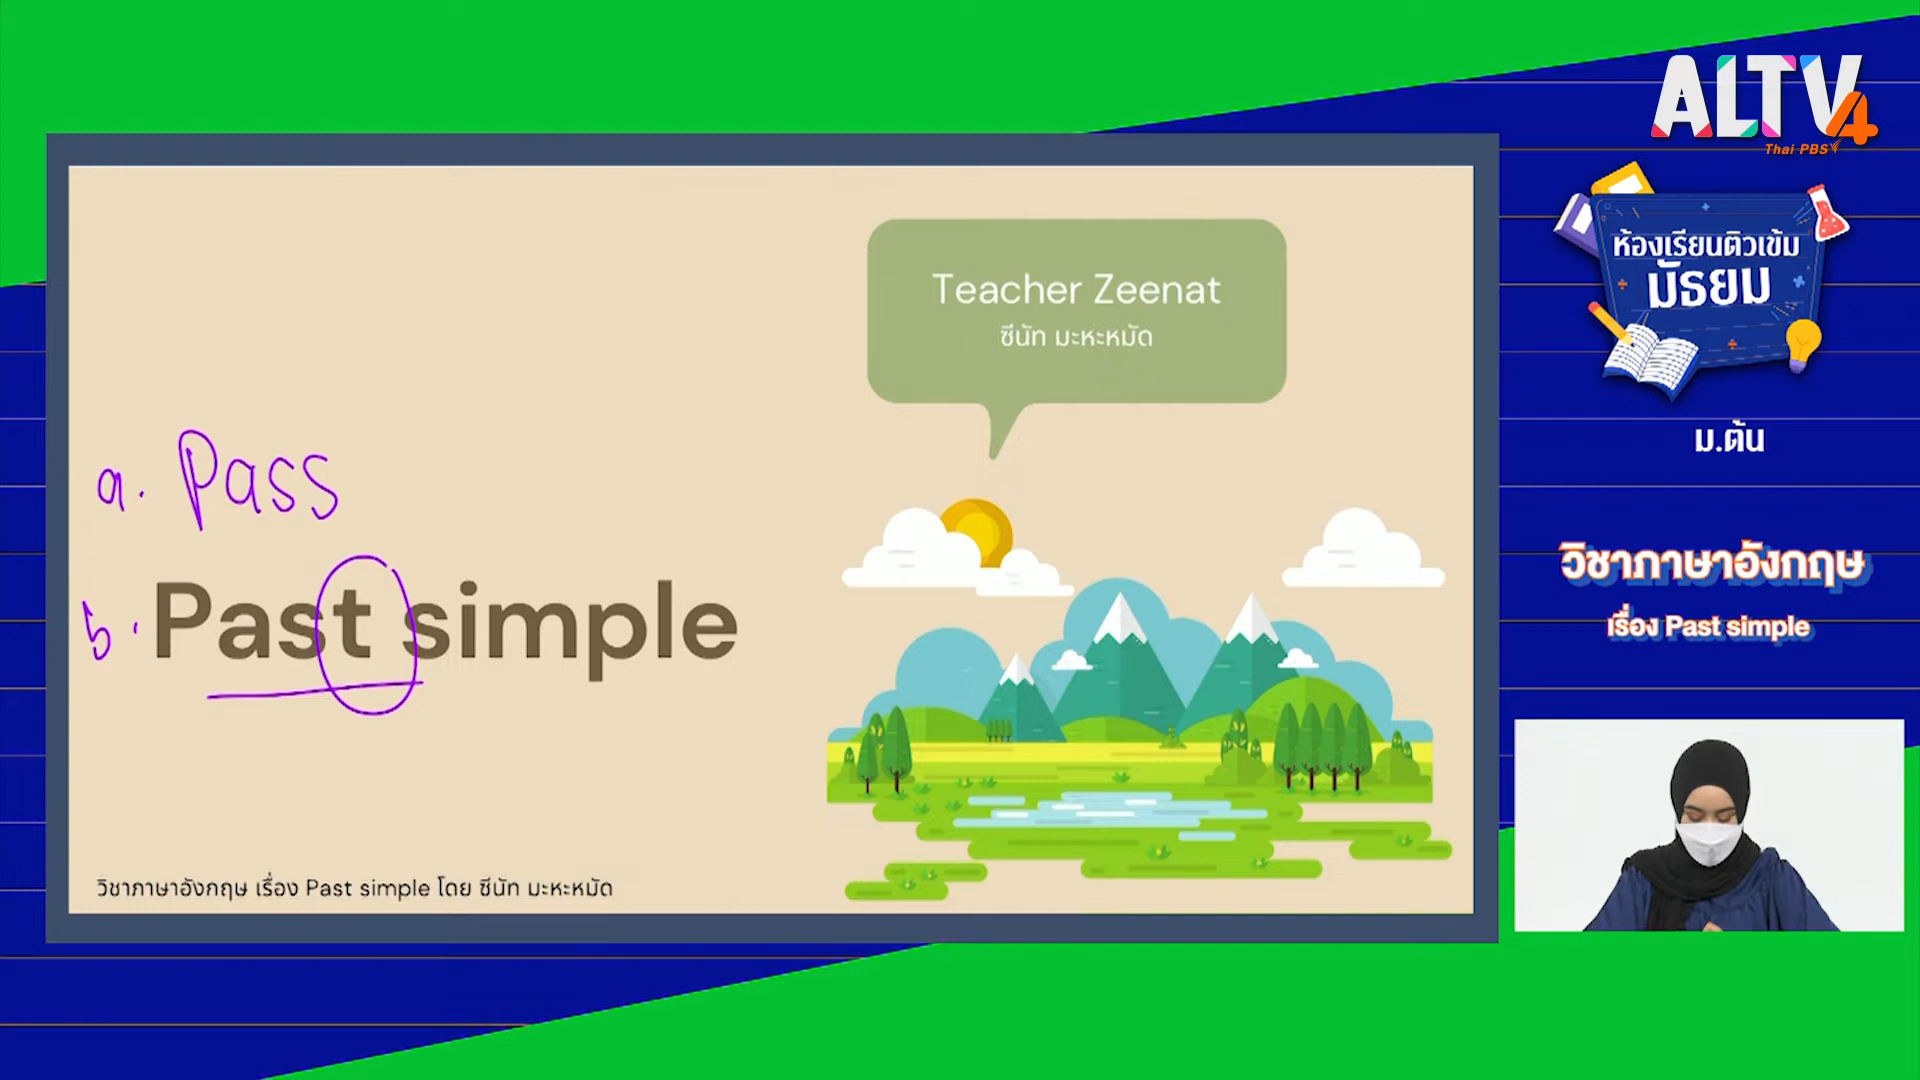 ALTV4
Thai PBS
ห้องเรียนติวเข้ม
มัธยม
ม.ต้น
วิชาภาษาอังกฤษ
เรื่อง Past simple
Teacher Zeenat
ซีนัท มะหะหมัด
a. Pass
b. Past simple
วิชาภาษาอังกฤษ เรื่อง Past simple โดย ซีนัท มะหะหมัด